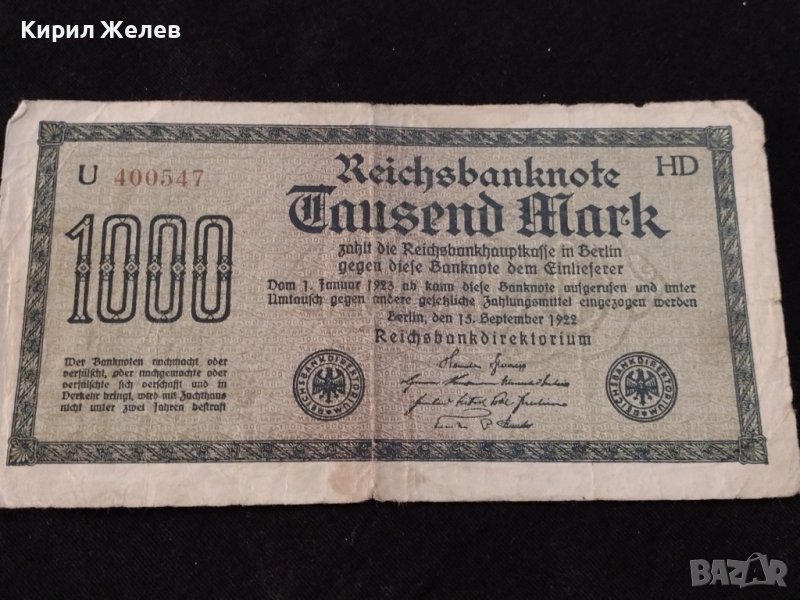 Кирил Желев
U 400547
HD
Reichsbanknote
Tausend Mark
1000
zahlt die Reichsbankhauptkasse in Berlin
gegen diese Banknote dem Einlieferer
Vom 1. Januar 1923 ab kann diese Banknote aufgerufen und unter
Umtausch gegen andere gesetzliche Zahlungsmittel eingezogen werden
Berlin, den 15. September 1922
Reichsbankdirektorium
Wer Banknoten nachmacht oder
verfälscht, oder nachgemachte oder
verfälschte sich verschafft und in
Verkehr bringt, wird mit Zuchthaus
nicht unter zwei Jahren bestraft
REICHSBANKDIREKTORIUM
REICHSBANKDIREKTORIUM
BAZAR